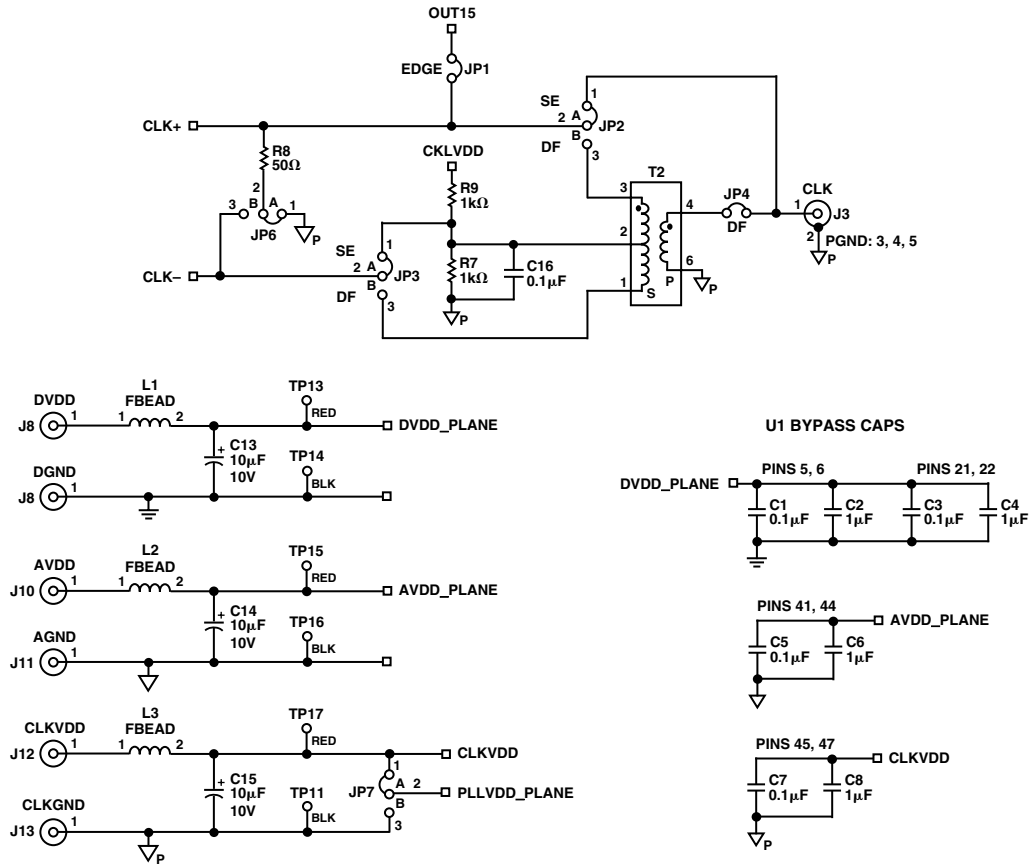 OUT15
EDGE JP1
CLK+
R8
50Ω
2
3 B A 1
JP6
P
CLK–
CKLVDD
R9
1kΩ
SE
1
2 A
JP3
B
DF 3
R7
1kΩ
C16
0.1µF
P
SE
1
2 A
JP2
B
DF
3
T2
3
2
1
S
4
P 6
P
JP4
DF
CLK
1
J3
2
PGND: 3, 4, 5
P
DVDD
J8 1
L1
FBEAD
1 2
TP13
RED
DVDD_PLANE
+ C13
10µF
10V
DGND
J8 1
TP14
BLK
AVDD
J10 1
L2
FBEAD
1 2
TP15
RED
AVDD_PLANE
+ C14
10µF
10V
AGND
J11 1
TP16
BLK
CLKVDD
J12 1
L3
FBEAD
1 2
TP17
RED
CLKVDD
+ C15
10µF
10V
1
A 2
JP7
B
3
PLLVDD_PLANE
CLKGND
J13 1
TP11
BLK
P
U1 BYPASS CAPS
PINS 5, 6 PINS 21, 22
DVDD_PLANE
C1
0.1µF
C2
1µF
C3
0.1µF
C4
1µF
PINS 41, 44
AVDD_PLANE
C5
0.1µF
C6
1µF
PINS 45, 47
CLKVDD
C7
0.1µF
C8
1µF
P